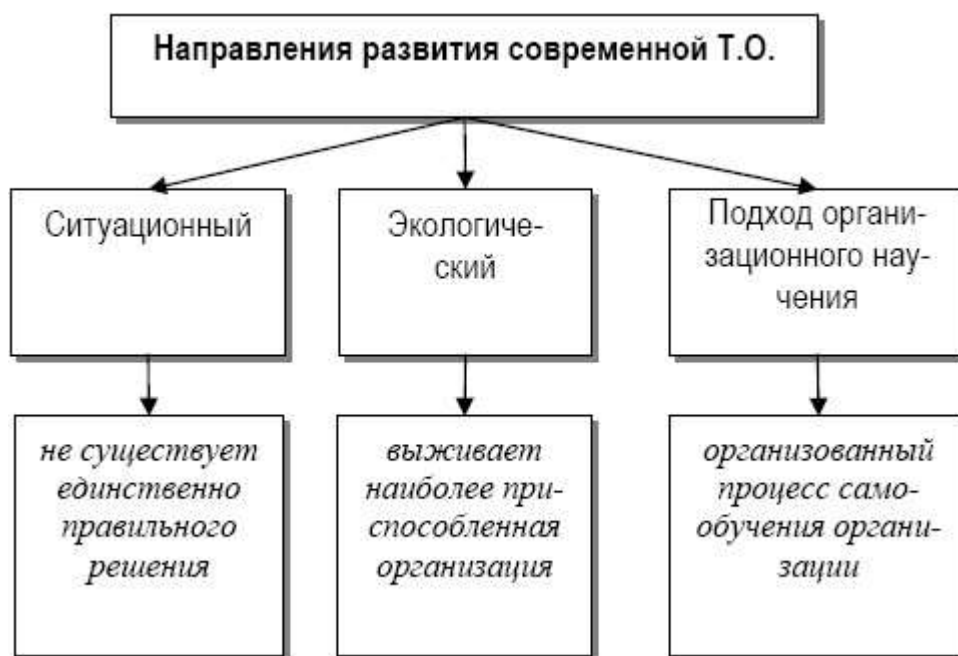 Направления развития современной Т.О.
Ситуационный
Экологиче-
ский
Подход органи-
зационного нау-
чения
не существует
единственно
правильного
решения
выживает
наиболее при-
способленная
организация
организованный
процесс само-
обучения органи-
зации